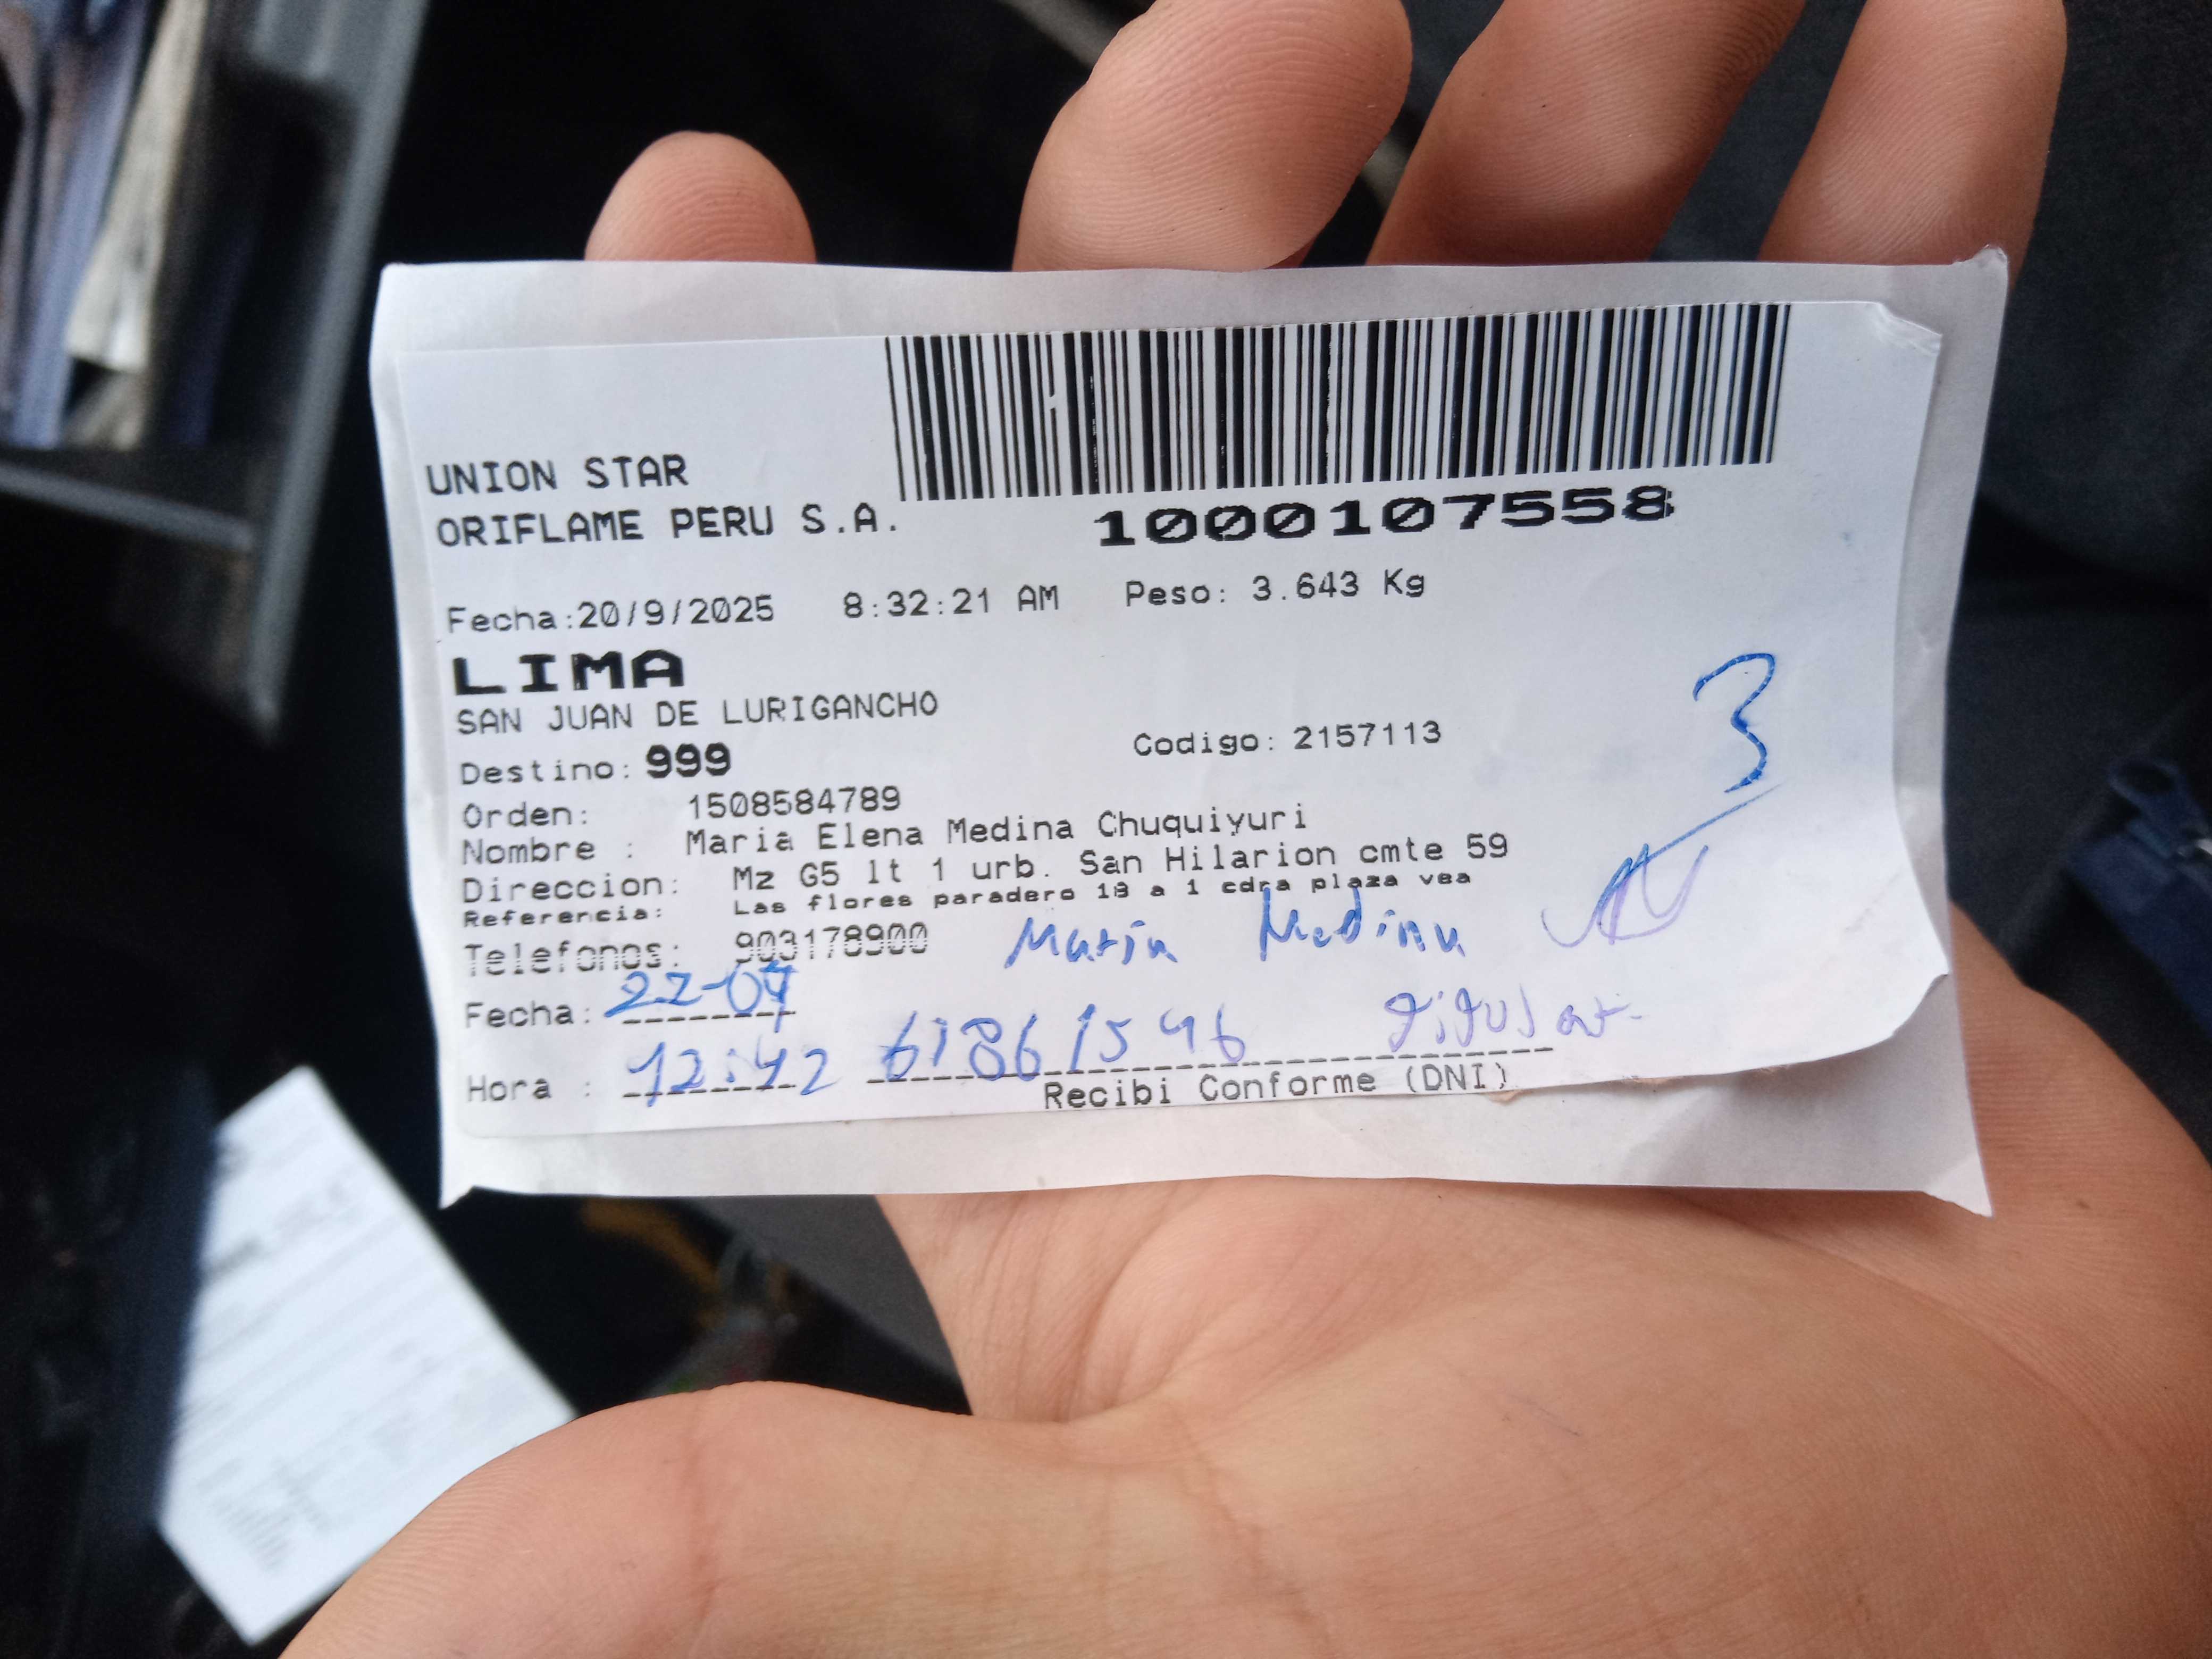 UNION STAR
ORIFLAME PERU S.A.
1000107558
Fecha:20/9/2025 8:32:21 AM Peso: 3.643 Kg
LIMA
SAN JUAN DE LURIGANCHO
Destino: 999 Codigo: 2157113
3
Orden: 1508584789
Nombre : Maria Elena Medina Chuquiyuri
Direccion: Mz G5 lt 1 urb. San Hilarion cmte 59
Referencia: Las flores paradero 18 a 1 cdra plaza vea
Telefonos: 903178900 Maria Medina
Fecha: 22-09
Hora : 12:42 61861546 titular
Recibi Conforme (DNI)